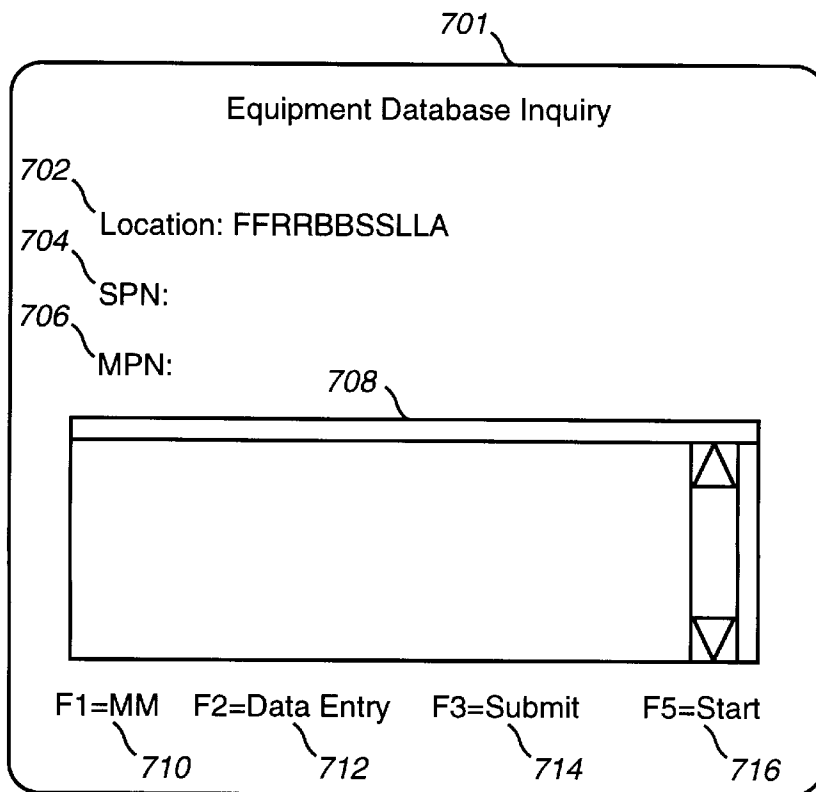 701
Equipment Database Inquiry
702
Location: FFRRBBSSLLA
704
SPN:
706
MPN:
708
F1=MM F2=Data Entry F3=Submit F5=Start
710 712 714 716